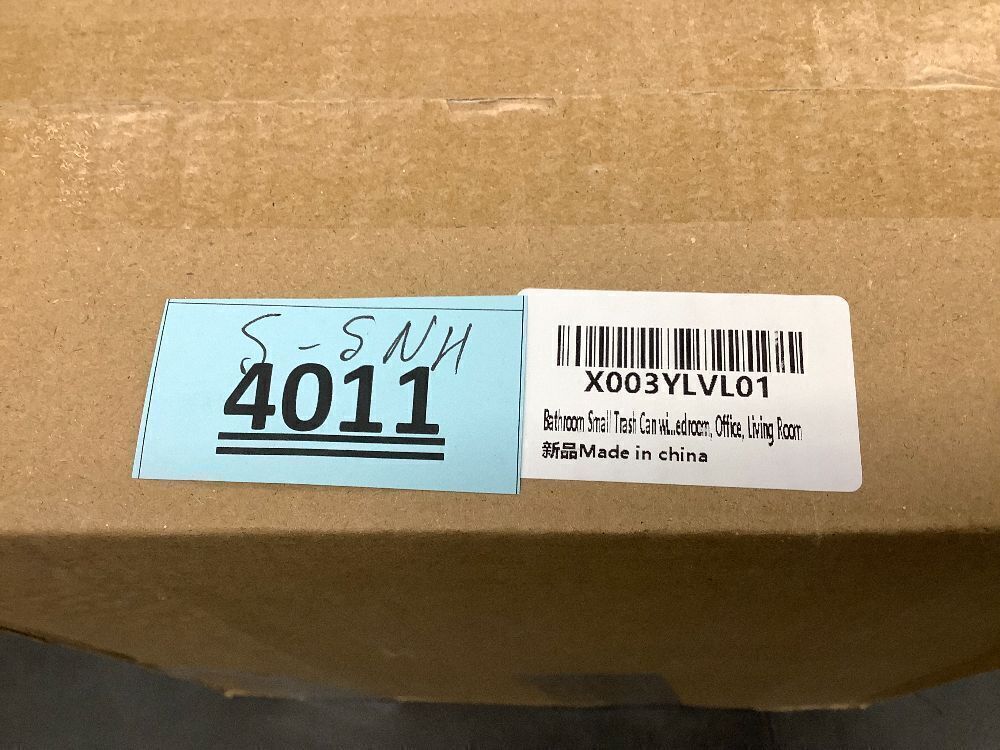 S-SNH
4011
X003YLVL01
Bathroom Small Trash Can wi...edroom, Office, Living Room
新品Made in china